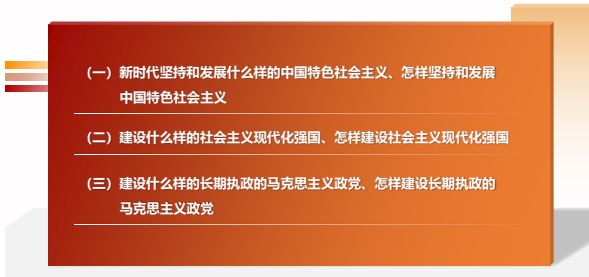 （一）新时代坚持和发展什么样的中国特色社会主义、怎样坚持和发展
中国特色社会主义
（二）建设什么样的社会主义现代化强国、怎样建设社会主义现代化强国
（三）建设什么样的长期执政的马克思主义政党、怎样建设长期执政的
马克思主义政党